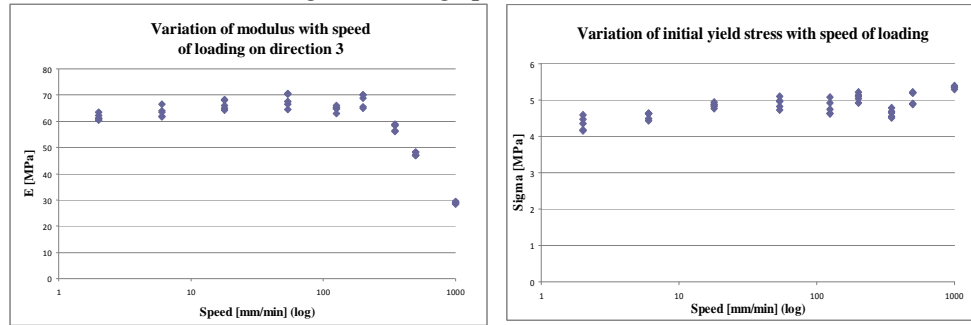 Variation of modulus with speed
of loading on direction 3
80
70
60
50
40
30
20
10
0
E [MPa]
1 10 100 1000
Speed [mm/min] (log)
Variation of initial yield stress with speed of loading
6
5
4
3
2
1
0
Sigma [MPa]
1 10 100 1000
Speed [mm/min] (log)